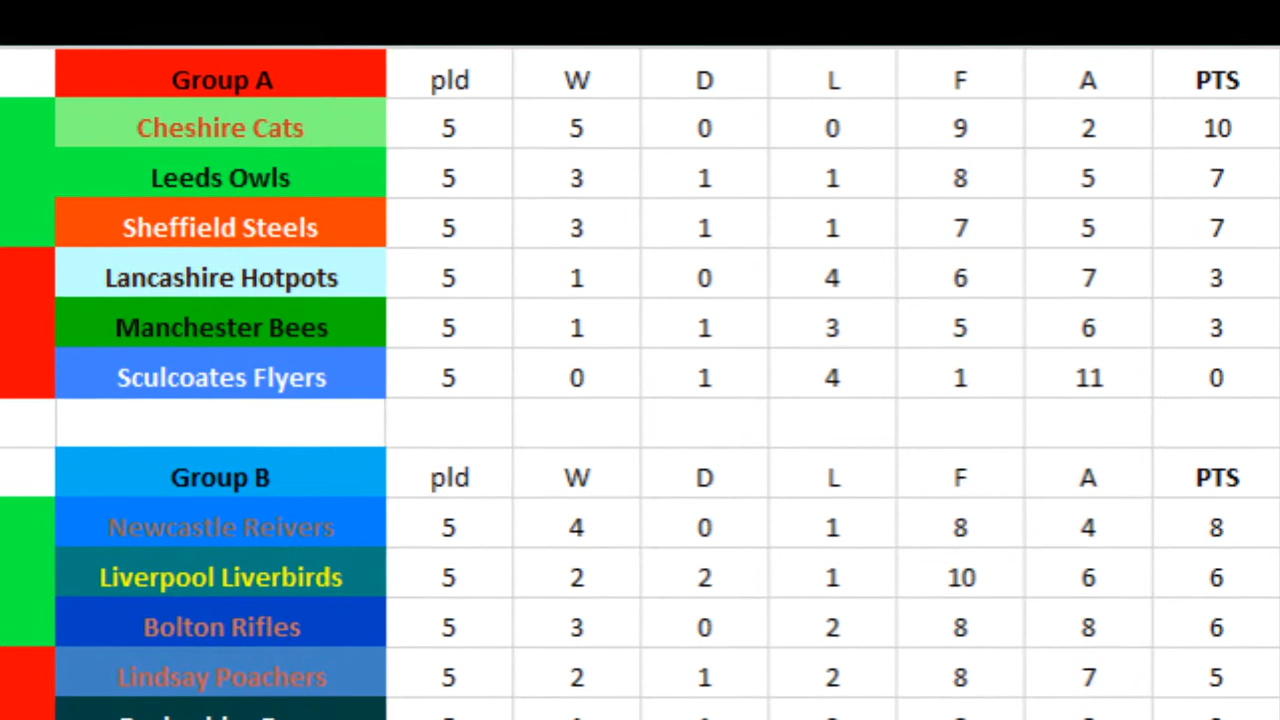 Group A pld W D L F A PTS
Cheshire Cats 5 5 0 0 9 2 10
Leeds Owls 5 3 1 1 8 5 7
Sheffield Steels 5 3 1 1 7 5 7
Lancashire Hotpots 5 1 0 4 6 7 3
Manchester Bees 5 1 1 3 5 6 3
Sculcoates Flyers 5 0 1 4 1 11 0
Group B pld W D L F A PTS
Newcastle Reivers 5 4 0 1 8 4 8
Liverpool Liverbirds 5 2 2 1 10 6 6
Bolton Rifles 5 3 0 2 8 8 6
Lindsay Poachers 5 2 1 2 8 7 5